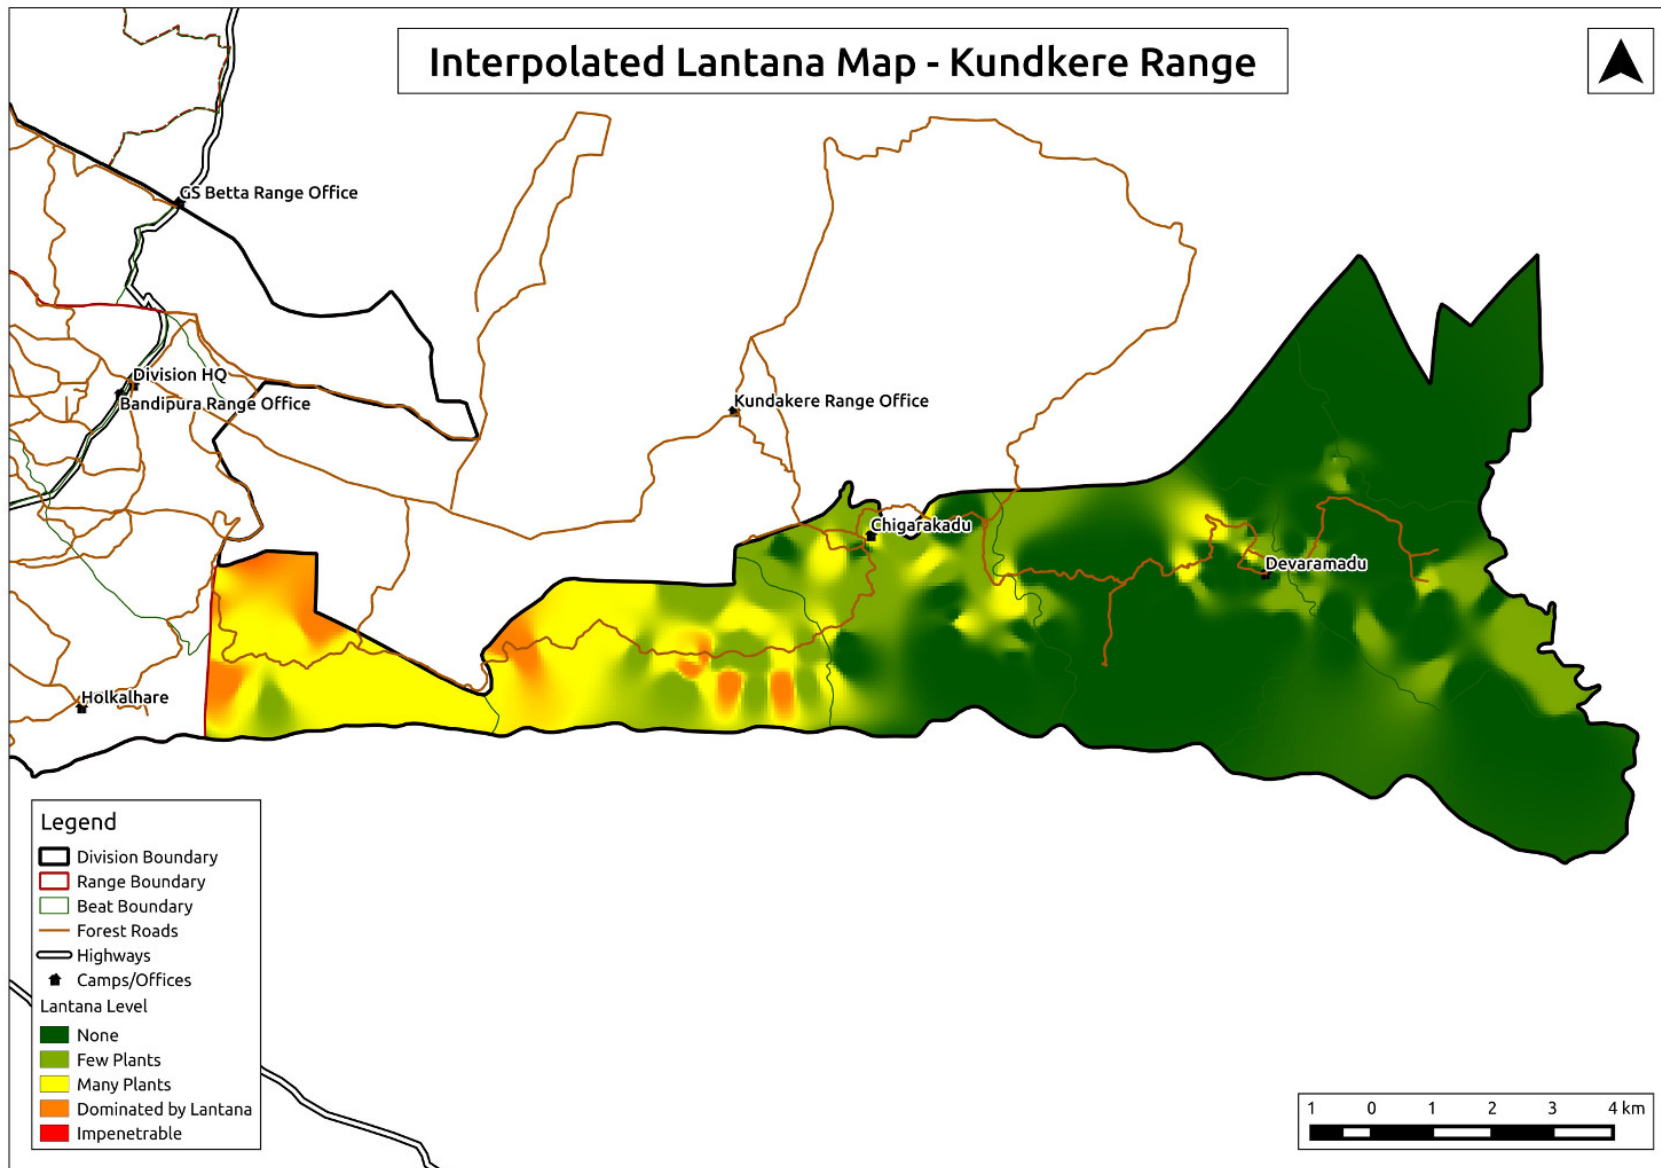 Interpolated Lantana Map - Kundkere Range
GS Betta Range Office
Division HQ
Bandipura Range Office
Kundakere Range Office
Chigarakadu
Devaramadu
Holkalhare
Legend
Division Boundary
Range Boundary
Beat Boundary
Forest Roads
Highways
Camps/Offices
Lantana Level
None
Few Plants
Many Plants
Dominated by Lantana
Impenetrable
1 0 1 2 3 4 km